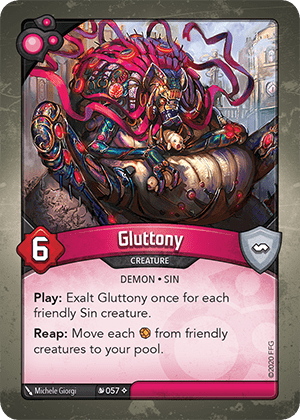 Gluttony
CREATURE
6
DEMON • SIN
Play: Exalt Gluttony once for each
friendly Sin creature.
Reap: Move each from friendly
creatures to your pool.
Michele Giorgi
057
©2020 FFG